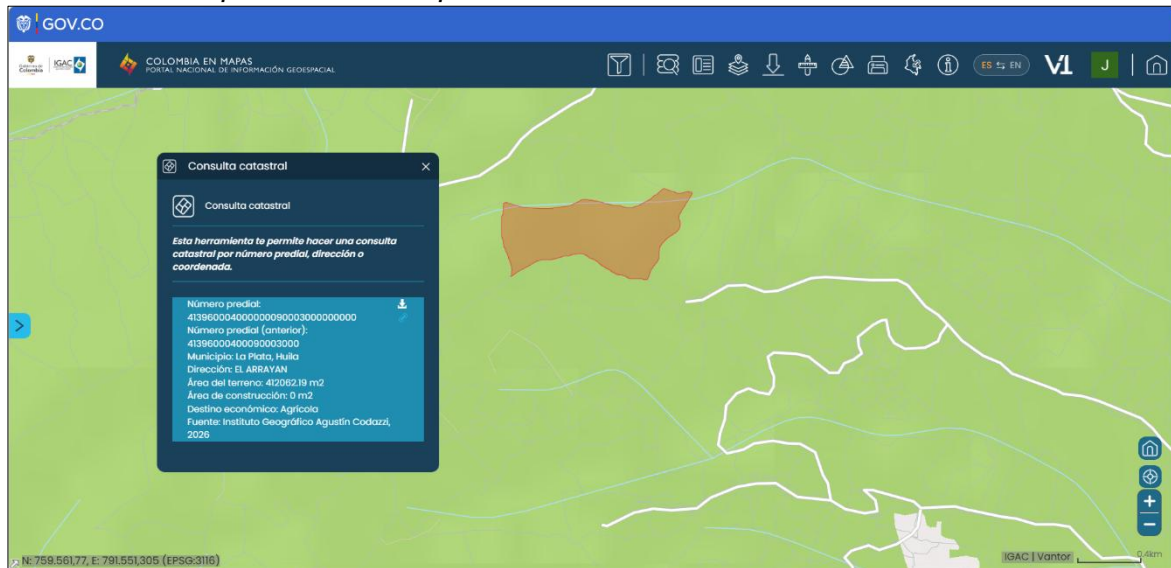 GOV.CO
Colombia
IGAC
COLOMBIA EN MAPAS
PORTAL NACIONAL DE INFORMACIÓN GEOESPACIAL
ES ⇆ EN
V1
J
Consulta catastral
Consulta catastral
Esta herramienta te permite hacer una consulta
catastral por número predial, dirección o
coordenada.
Número predial:
413960004000000090003000000000
Número predial (anterior):
41396000400090003000
Municipio: La Plata, Huila
Dirección: EL ARRAYAN
Área del terreno: 412062.19 m2
Área de construcción: 0 m2
Destino económico: Agrícola
Fuente: Instituto Geográfico Agustín Codazzi,
2026
N: 759.561,77, E: 791.551,305 (EPSG:3116)
IGAC | Vantor
0.4km